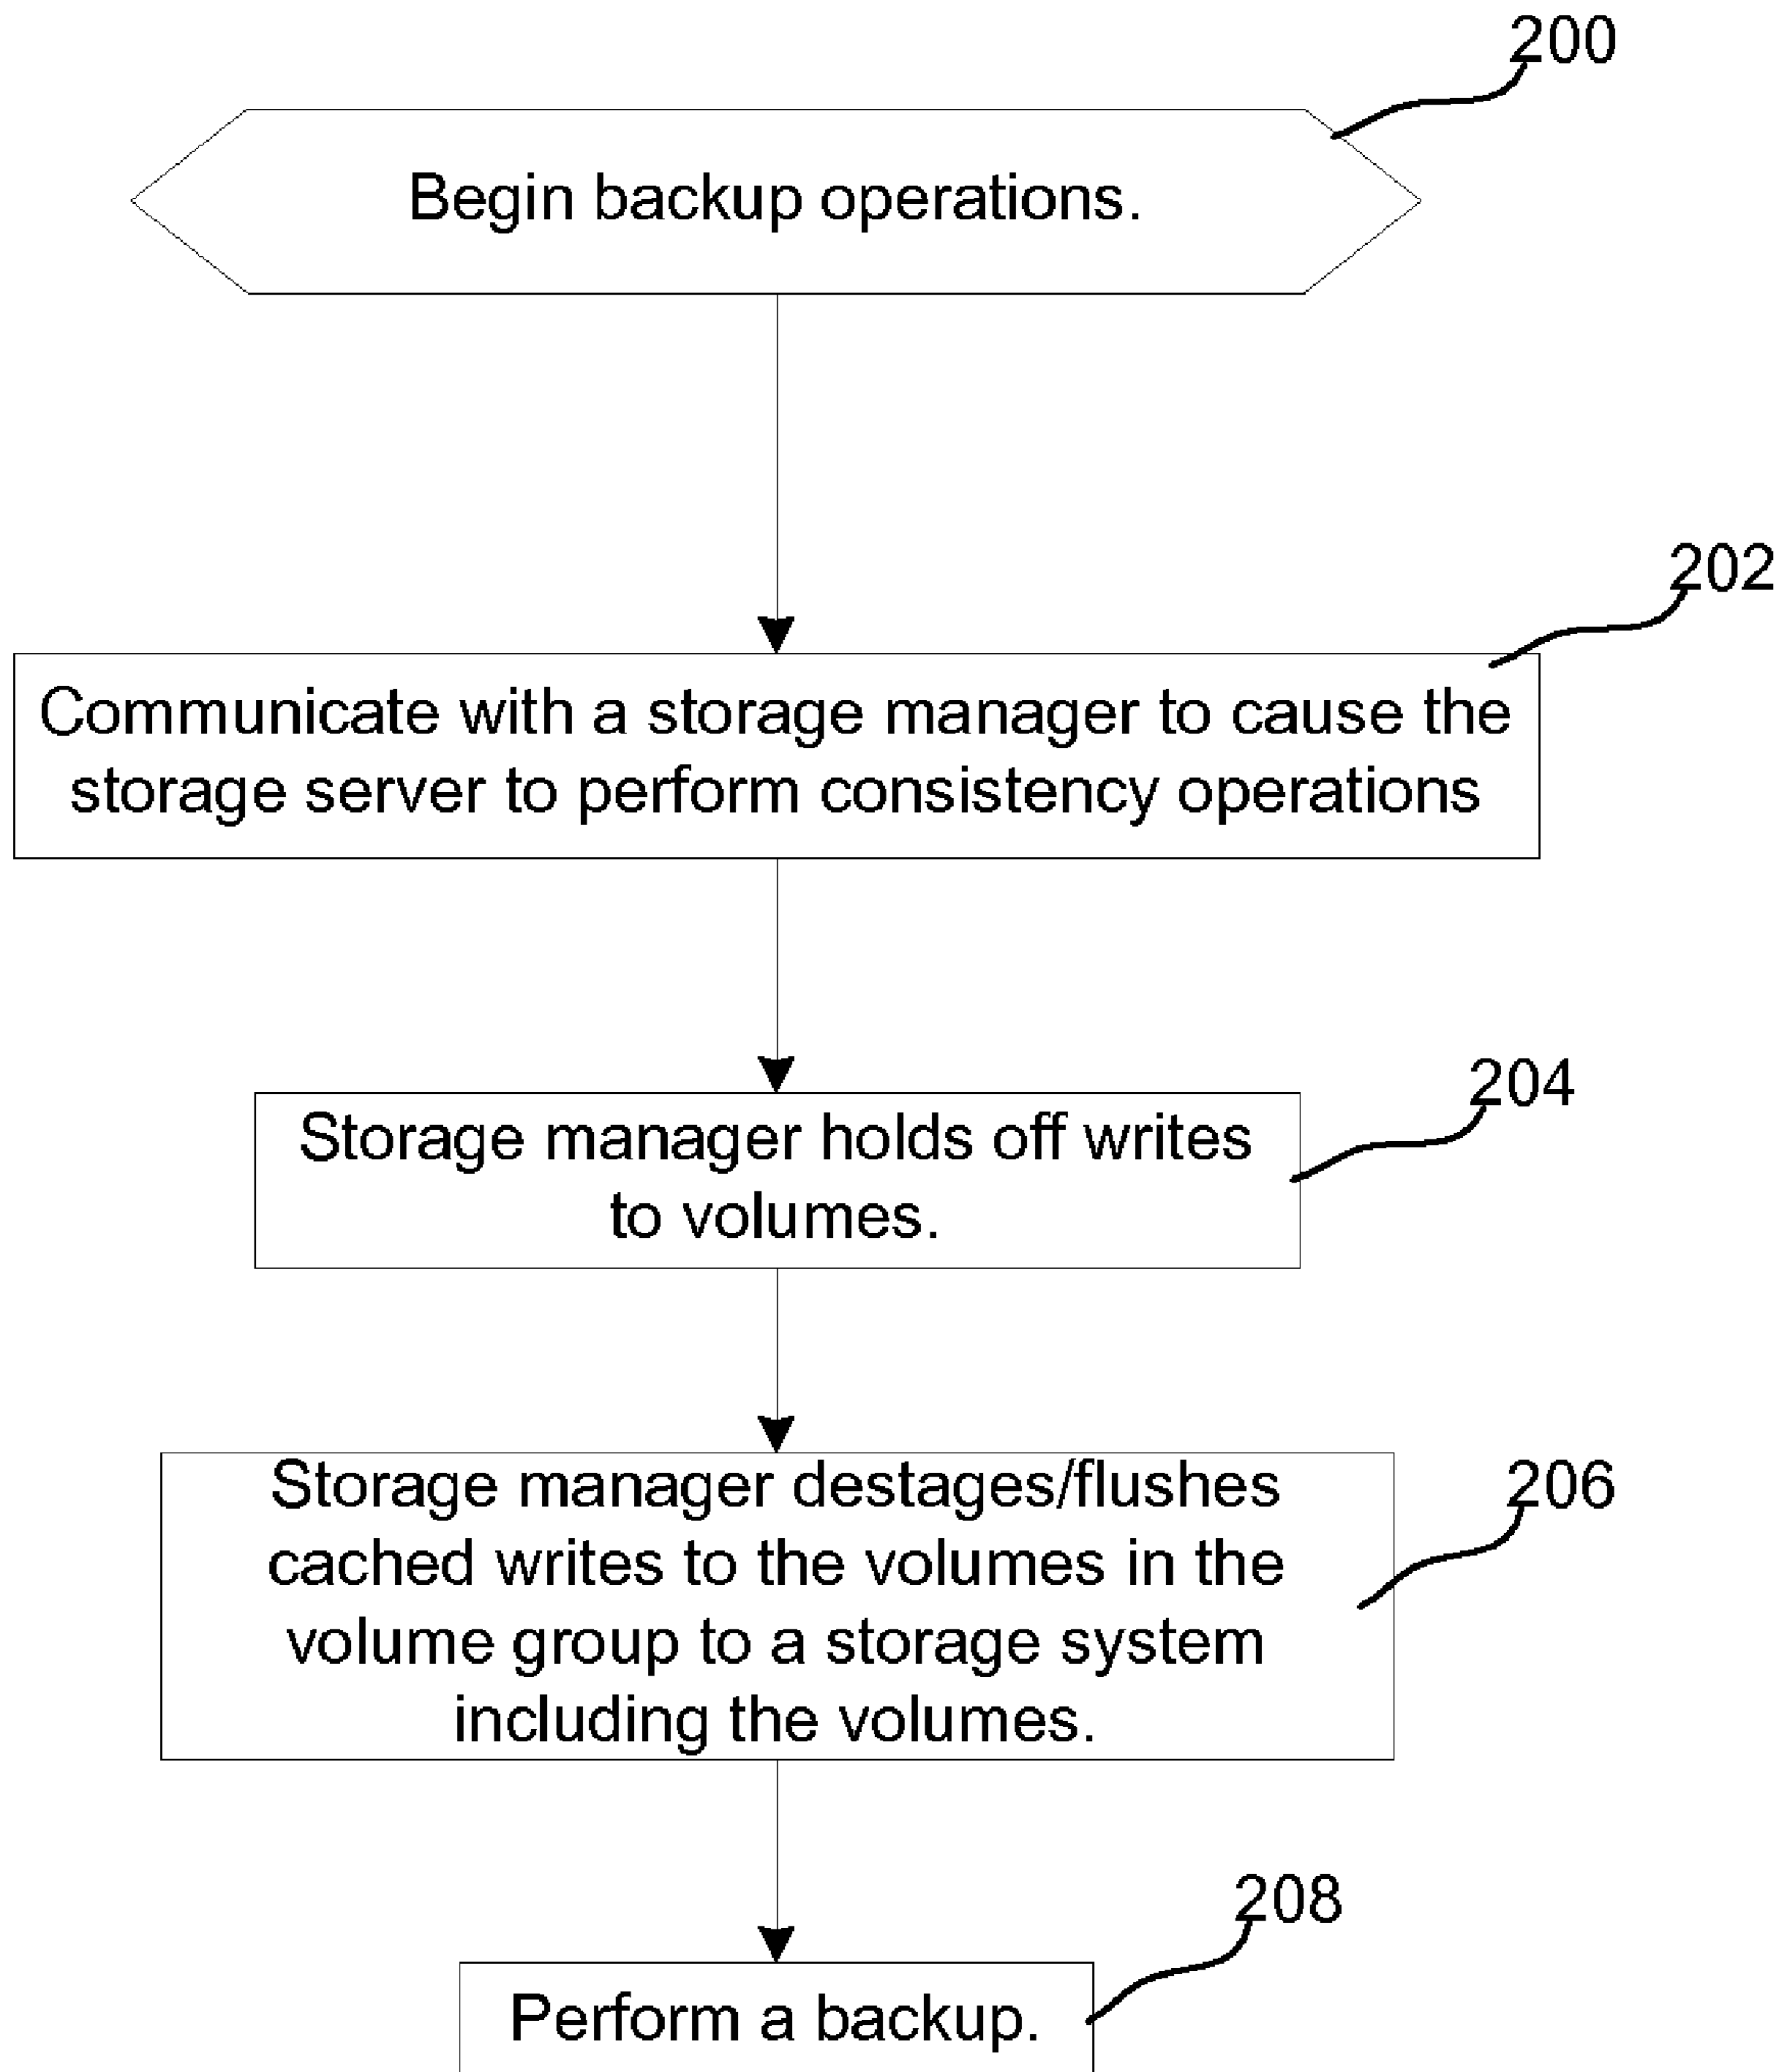 200
Begin backup operations.
202
Communicate with a storage manager to cause the
storage server to perform consistency operations
204
Storage manager holds off writes
to volumes.
206
Storage manager destages/flushes
cached writes to the volumes in the
volume group to a storage system
including the volumes.
208
Perform a backup.